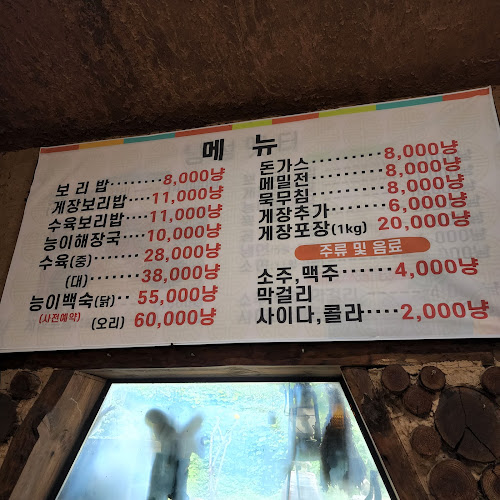 메 뉴
보 리 밥········8,000냥
게장보리밥····11,000냥
수육보리밥····11,000냥
능이해장국····10,000냥
수육(중)·······28,000냥
(대)········38,000냥
능이백숙(닭)··55,000냥
(사전예약) (오리) 60,000냥
돈가스············8,000냥
메밀전············8,000냥
묵무침············8,000냥
게장추가········6,000냥
게장포장(1kg) 20,000냥
주류 및 음료
소주,맥주······4,000냥
막걸리
사이다,콜라····2,000냥